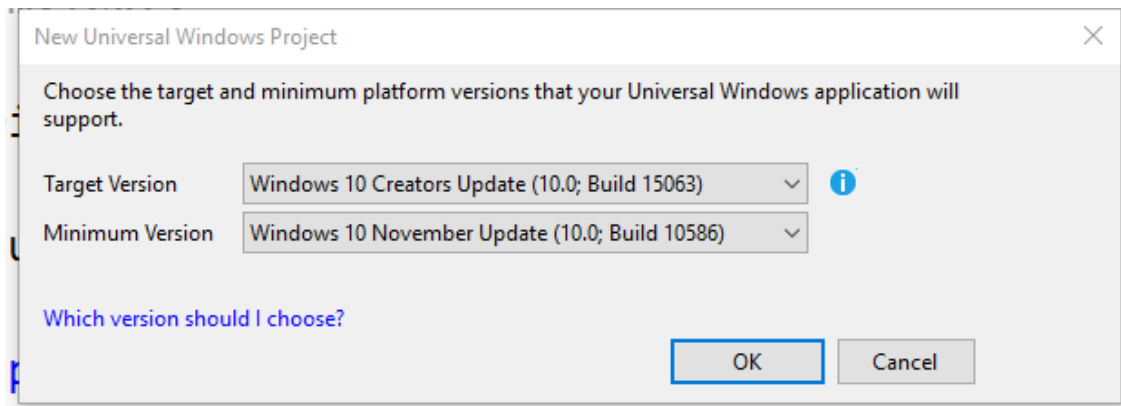 New Universal Windows Project
Choose the target and minimum platform versions that your Universal Windows application will
support.
Target Version Windows 10 Creators Update (10.0; Build 15063)
Minimum Version Windows 10 November Update (10.0; Build 10586)
Which version should I choose?
OK Cancel